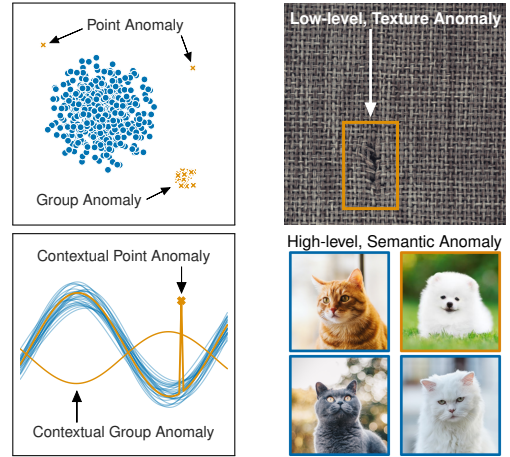 Point Anomaly
Group Anomaly
Low-level, Texture Anomaly
Contextual Point Anomaly
Contextual Group Anomaly
High-level, Semantic Anomaly